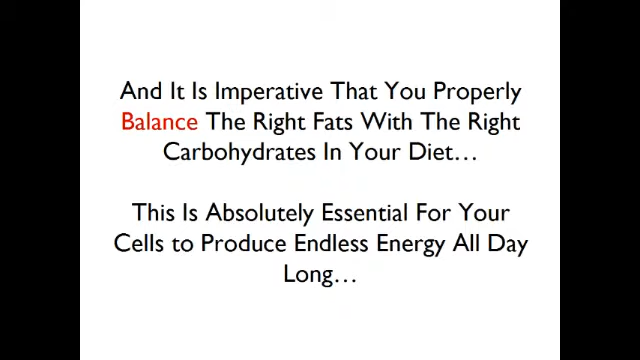 And It Is Imperative That You Properly
Balance The Right Fats With The Right
Carbohydrates In Your Diet…
This Is Absolutely Essential For Your
Cells to Produce Endless Energy All Day
Long…